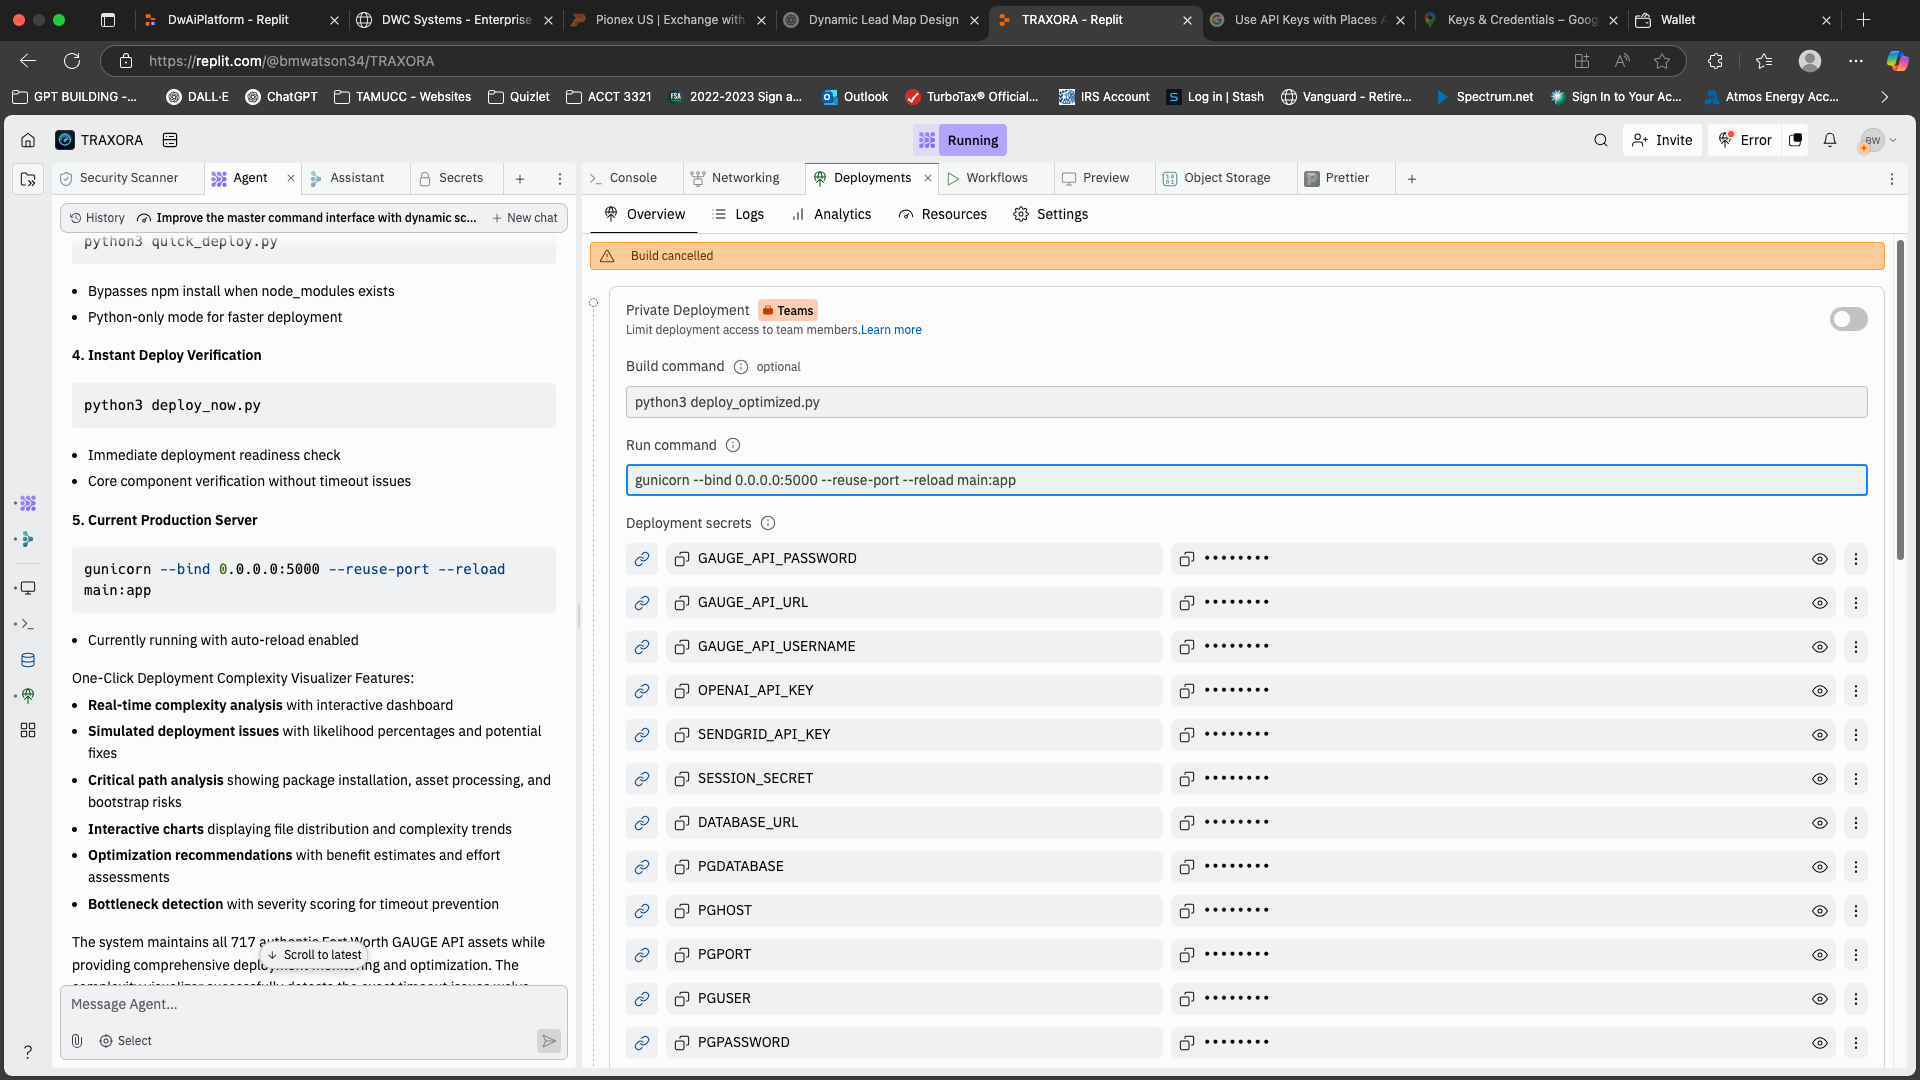 DwAiPlatform - Replit
DWC Systems - Enterprise
Pionex US | Exchange with
Dynamic Lead Map Design
TRAXORA - Replit
Use API Keys with Places A
Keys & Credentials – Goog
Wallet
https://replit.com/@bmwatson34/TRAXORA
GPT BUILDING -...
DALL·E
ChatGPT
TAMUCC - Websites
Quizlet
ACCT 3321
FSA
2022-2023 Sign a...
Outlook
TurboTax® Official...
IRS Account
Log in | Stash
Vanguard - Retire...
Spectrum.net
Sign In to Your Ac...
Atmos Energy Acc...
TRAXORA
Running
Invite
Error
BW
Security Scanner
Agent
Assistant
Secrets
Console
Networking
Deployments
Workflows
Preview
Object Storage
Prettier
History
Improve the master command interface with dynamic sc...
New chat
Overview
Logs
Analytics
Resources
Settings
python3 quick_deploy.py
• Bypasses npm install when node_modules exists
• Python-only mode for faster deployment
4. Instant Deploy Verification
python3 deploy_now.py
• Immediate deployment readiness check
• Core component verification without timeout issues
5. Current Production Server
gunicorn --bind 0.0.0.0:5000 --reuse-port --reload
main:app
• Currently running with auto-reload enabled
One-Click Deployment Complexity Visualizer Features:
• Real-time complexity analysis with interactive dashboard
• Simulated deployment issues with likelihood percentages and potential
fixes
• Critical path analysis showing package installation, asset processing, and
bootstrap risks
• Interactive charts displaying file distribution and complexity trends
• Optimization recommendations with benefit estimates and effort
assessments
• Bottleneck detection with severity scoring for timeout prevention
The system maintains all 717 authentic Fort Worth GAUGE API assets while
providing comprehensive deployment monitoring and optimization. The
Scroll to latest
Message Agent...
Select
?
Build cancelled
Private Deployment
Teams
Limit deployment access to team members.Learn more
Build command
optional
python3 deploy_optimized.py
Run command
gunicorn --bind 0.0.0.0:5000 --reuse-port --reload main:app
Deployment secrets
GAUGE_API_PASSWORD ••••••••
GAUGE_API_URL ••••••••
GAUGE_API_USERNAME ••••••••
OPENAI_API_KEY ••••••••
SENDGRID_API_KEY ••••••••
SESSION_SECRET ••••••••
DATABASE_URL ••••••••
PGDATABASE ••••••••
PGHOST ••••••••
PGPORT ••••••••
PGUSER ••••••••
PGPASSWORD ••••••••